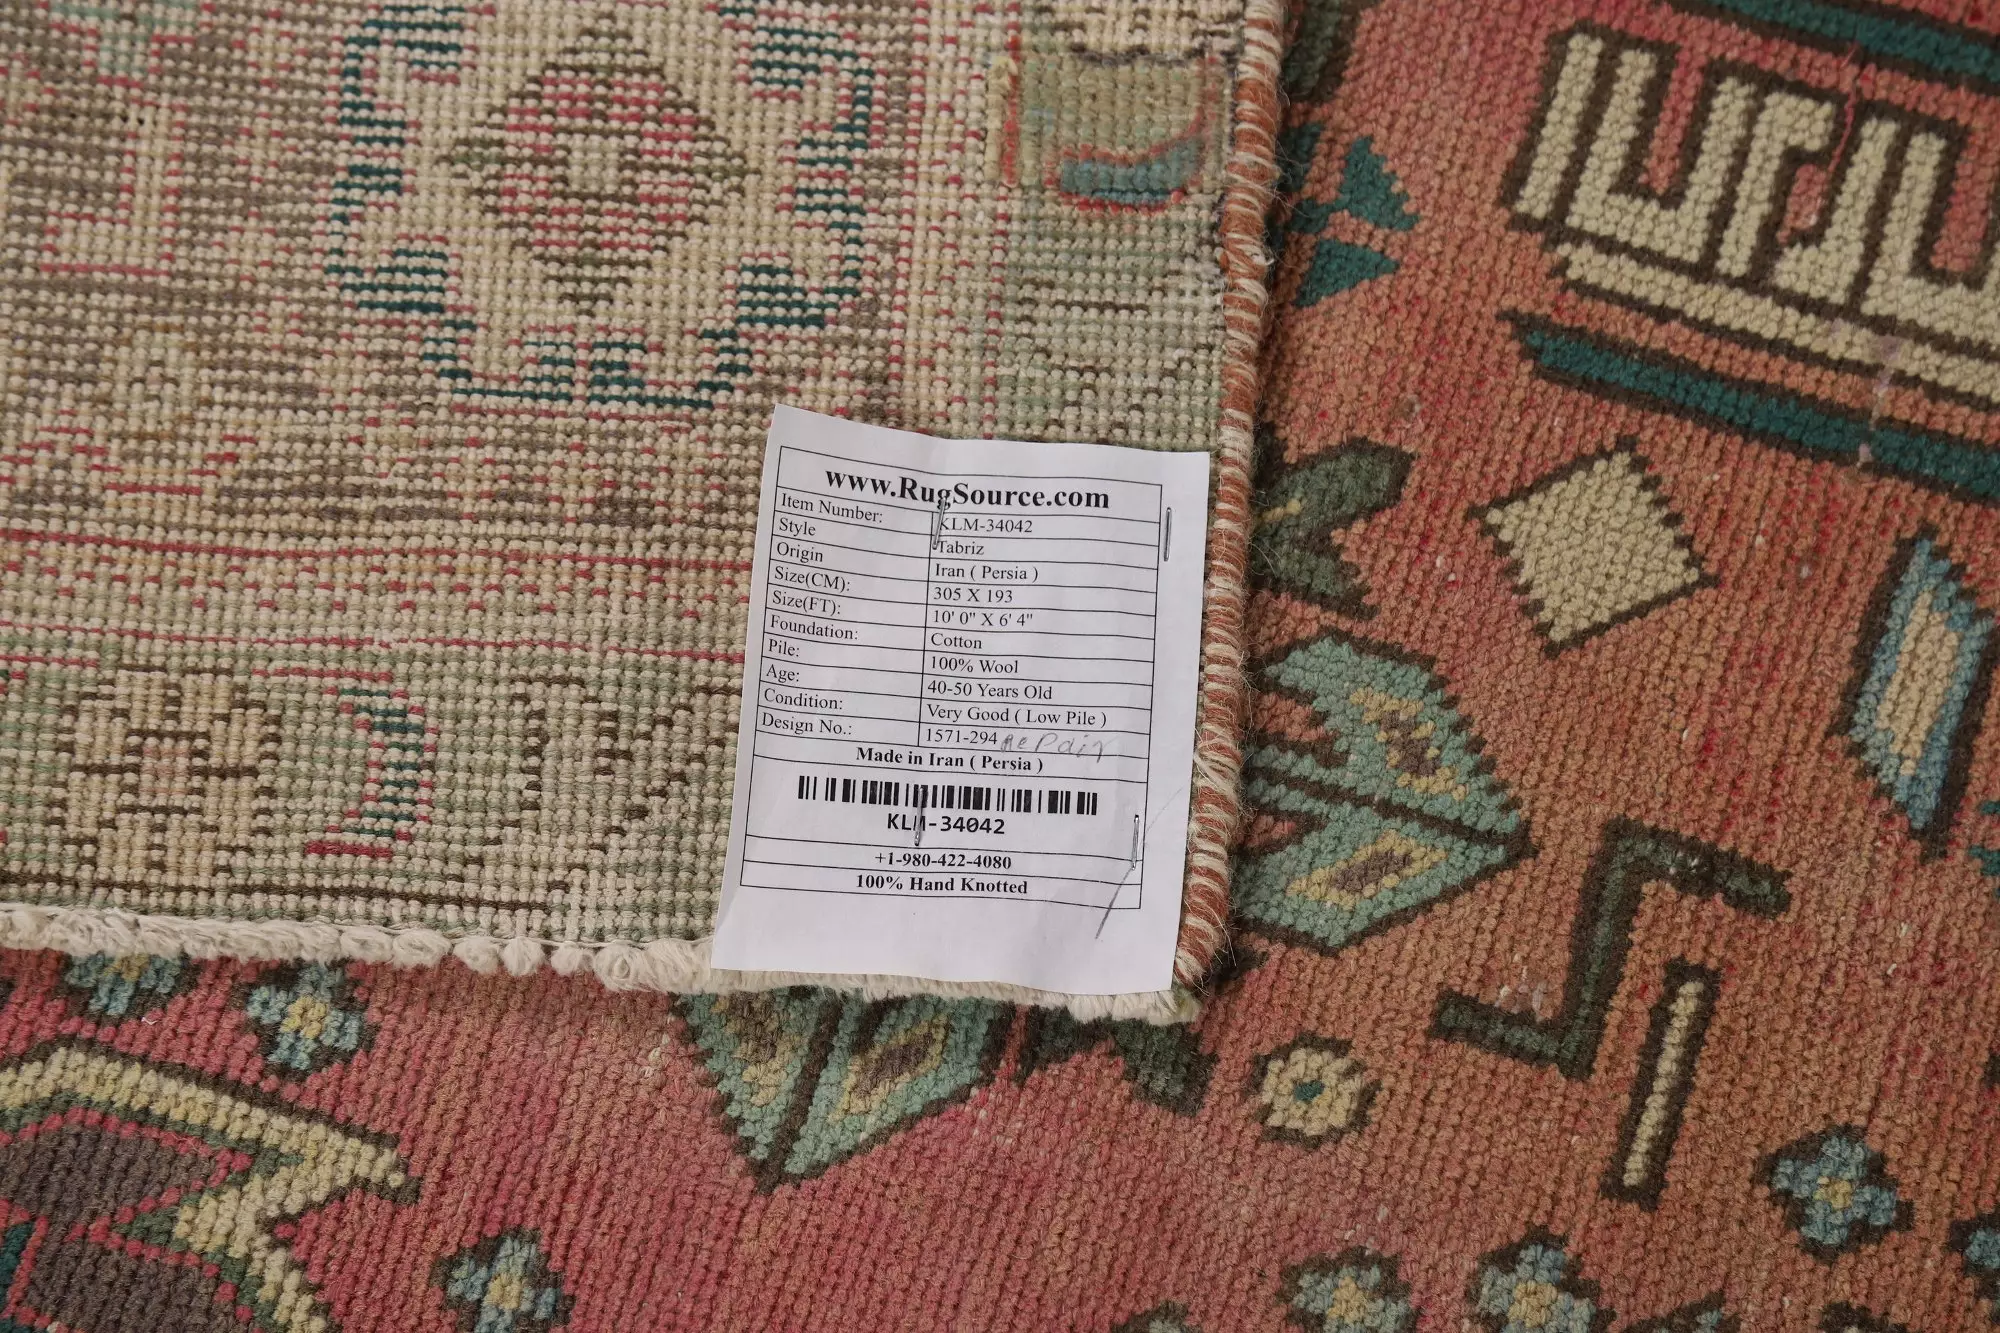 www.RugSource.com
Item Number: KLM-34042
Style Tabriz
Origin Iran ( Persia )
Size(CM): 305 X 193
Size(FT): 10' 0" X 6' 4"
Foundation: Cotton
Pile: 100% Wool
Age: 40-50 Years Old
Condition: Very Good ( Low Pile )
Design No.: 1571-294 RePair
Made in Iran ( Persia )
KLM-34042
+1-980-422-4080
100% Hand Knotted